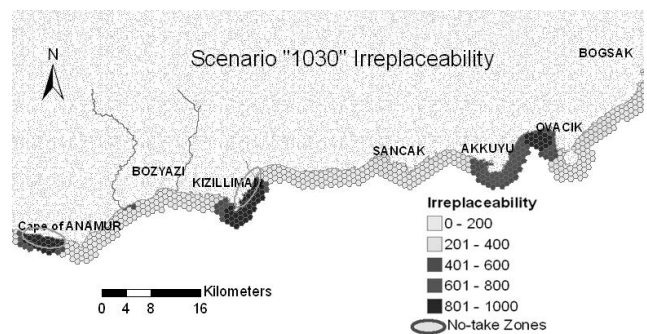 Scenario "1030" Irreplaceability
N
BOGSAK
OVACIK
SANCAK
AKKUYU
BOZYAZI
KIZILLIMAN
Cape of ANAMUR
Irreplaceability
0 - 200
201 - 400
401 - 600
601 - 800
801 - 1000
No-take Zones
Kilometers
0 4 8 16